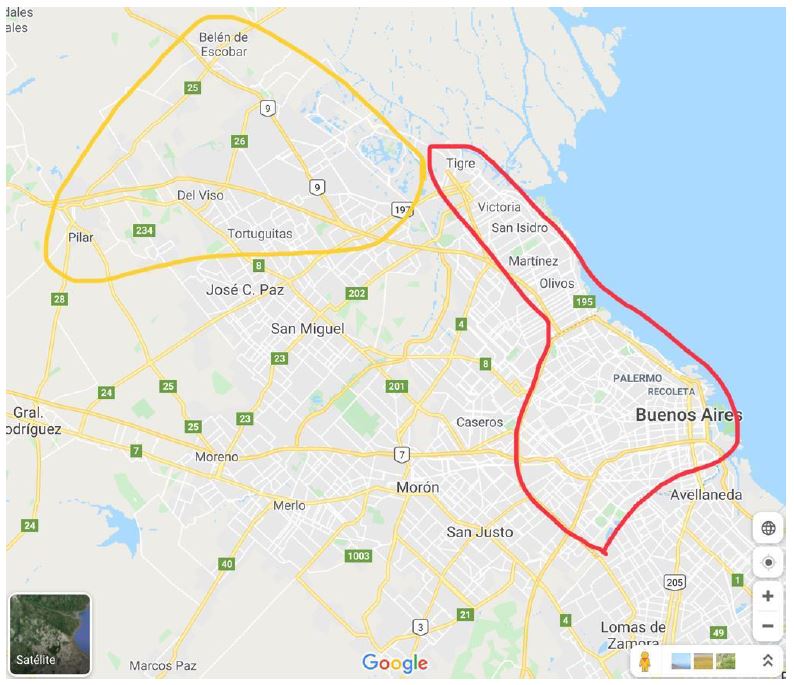 dales
ales
Belén de
Escobar
25
9
26
Tigre
9
Del Viso
197
Victoria
Pilar
234
Tortuguitas
San Isidro
8
Martínez
José C. Paz
202
Olivos
28
195
San Miguel
4
23
8
PALERMO
24
25
201
RECOLETA
Gral.
odríguez
23
25
Caseros
Buenos Aires
7
Moreno
7
Morón
Avellaneda
Merlo
24
San Justo
1003
40
205
1
21
4
3
Lomas de
Zamora
49
Satélite
Marcos Paz
Google